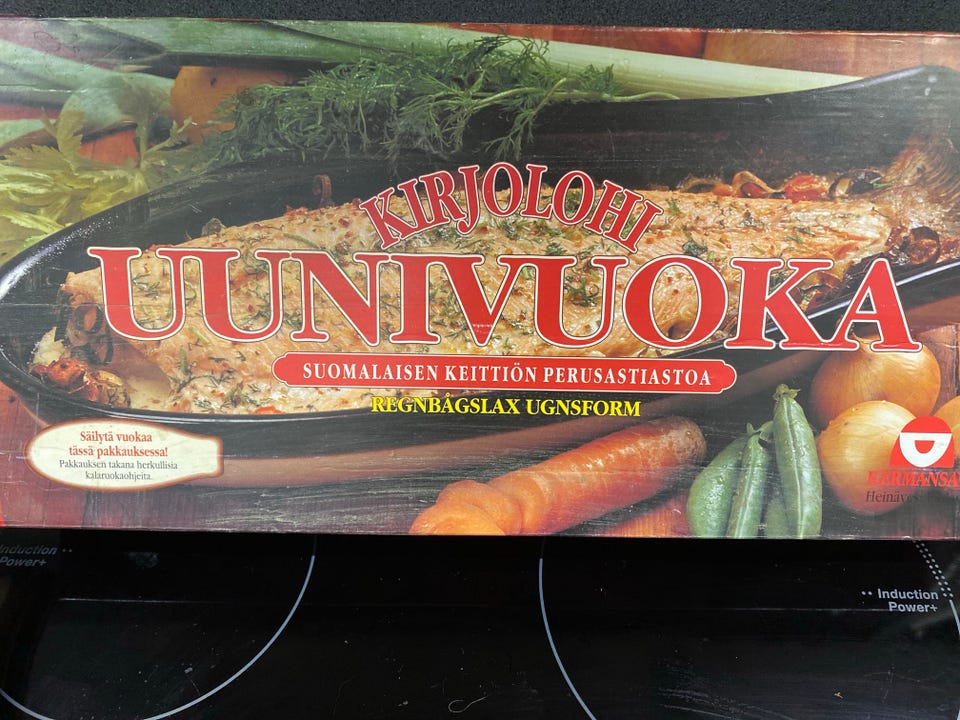 KIRJOLOHI
UUNIVUOKA
SUOMALAISEN KEITTIÖN PERUSASTIASTOA
REGNBÅGSLAX UGNSFORM
Säilytä vuokaa
tässä pakkauksessa!
Pakkauksen takana herkullisia
kalaruokaohjeita.
KERMANSA
Induction
Power+
Induction
Power+